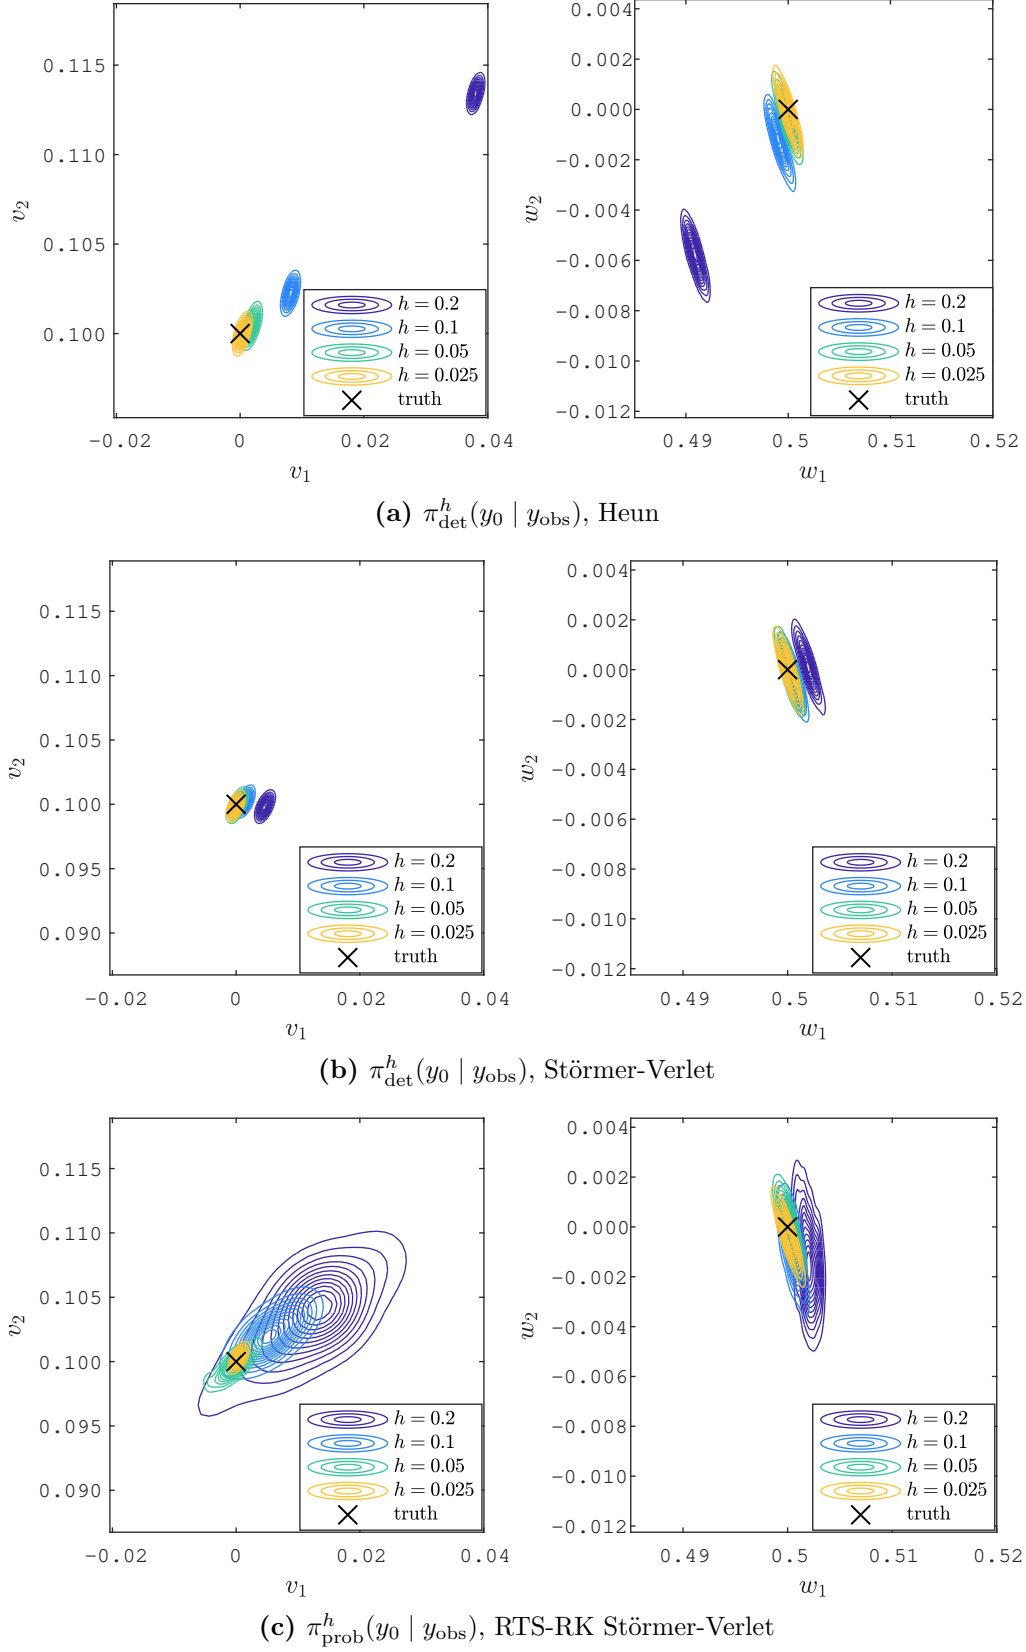 0.115
0.110
0.105
0.100
v₂
−0.02 0 0.02 0.04
v₁
h = 0.2
h = 0.1
h = 0.05
h = 0.025
truth
0.004
0.002
0.000
−0.002
−0.004
−0.006
−0.008
−0.010
−0.012
w₂
0.49 0.5 0.51 0.52
w₁
h = 0.2
h = 0.1
h = 0.05
h = 0.025
truth
(a) π^h_det(y₀ | y_obs), Heun
0.115
0.110
0.105
0.100
0.095
0.090
v₂
−0.02 0 0.02 0.04
v₁
h = 0.2
h = 0.1
h = 0.05
h = 0.025
truth
0.004
0.002
0.000
−0.002
−0.004
−0.006
−0.008
−0.010
−0.012
w₂
0.49 0.5 0.51 0.52
w₁
h = 0.2
h = 0.1
h = 0.05
h = 0.025
truth
(b) π^h_det(y₀ | y_obs), Störmer-Verlet
0.115
0.110
0.105
0.100
0.095
0.090
v₂
−0.02 0 0.02 0.04
v₁
h = 0.2
h = 0.1
h = 0.05
h = 0.025
truth
0.004
0.002
0.000
−0.002
−0.004
−0.006
−0.008
−0.010
−0.012
w₂
0.49 0.5 0.51 0.52
w₁
h = 0.2
h = 0.1
h = 0.05
h = 0.025
truth
(c) π^h_prob(y₀ | y_obs), RTS-RK Störmer-Verlet